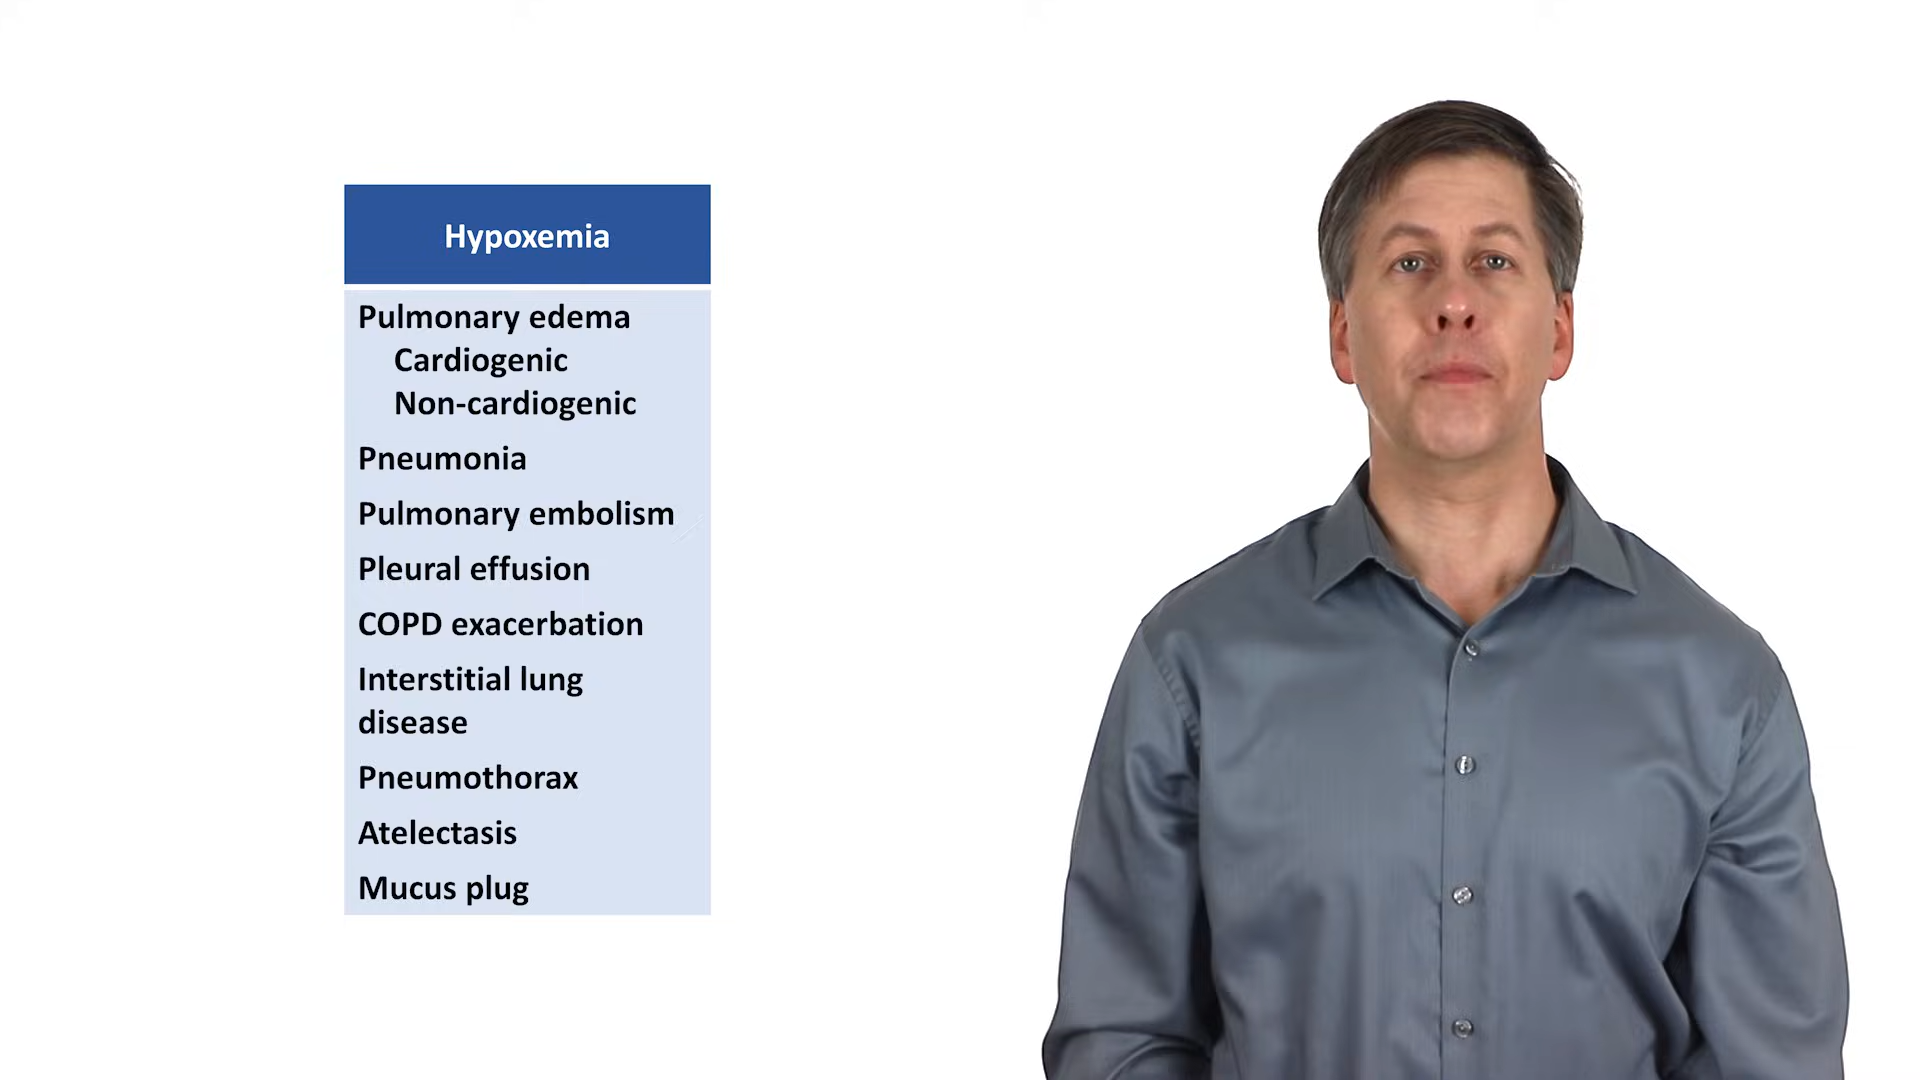 Hypoxemia
Pulmonary edema
Cardiogenic
Non-cardiogenic
Pneumonia
Pulmonary embolism
Pleural effusion
COPD exacerbation
Interstitial lung
disease
Pneumothorax
Atelectasis
Mucus plug